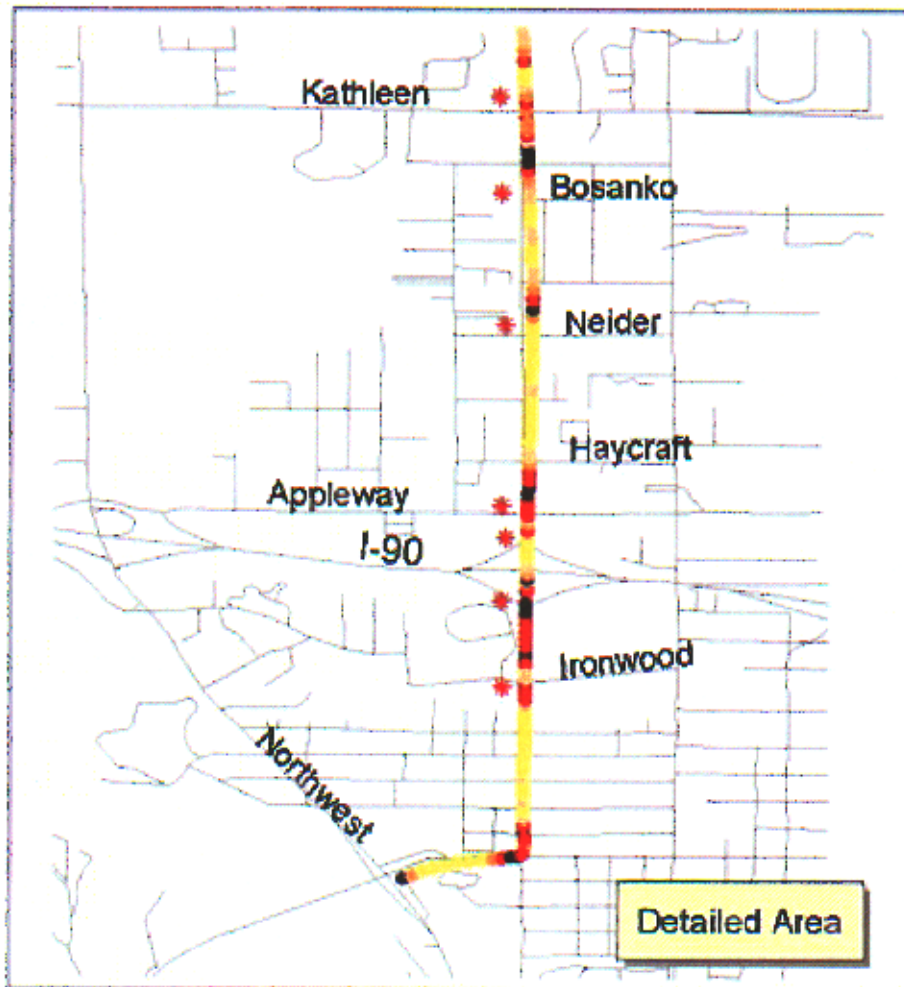 Kathleen
Bosanko
Neider
Haycraft
Appleway
I-90
Ironwood
Northwest
Detailed Area